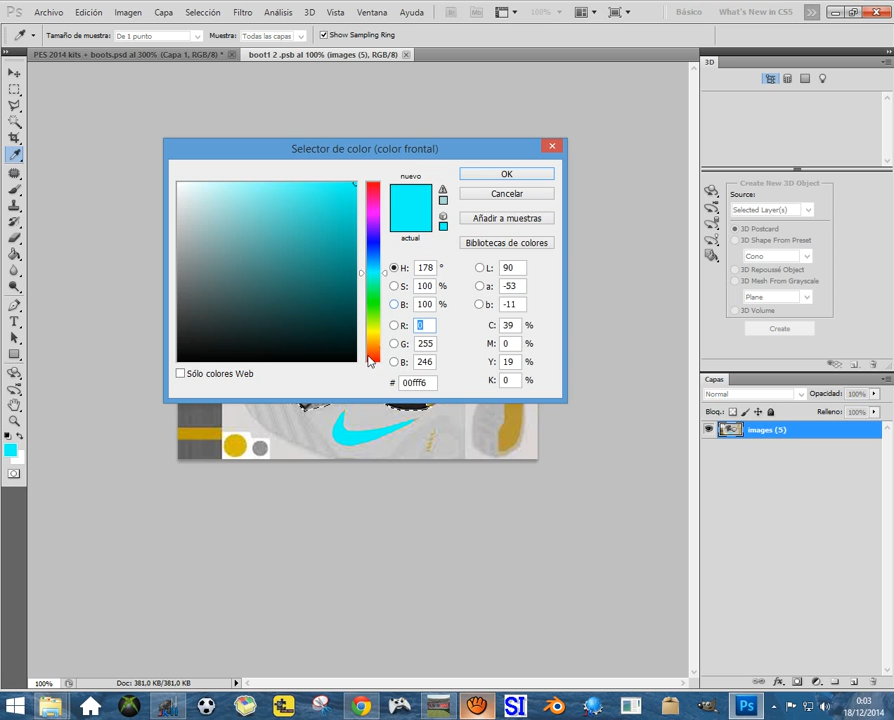 Ps Archivo Edición Imagen Capa Selección Filtro Análisis 3D Vista Ventana Ayuda Br Mb 100% Básico What's New in CS5
Tamaño de muestra: De 1 punto Muestra: Todas las capas Show Sampling Ring
PES 2014 kits + boots.psd al 300% (Capa 1, RGB/8) * boot1 2 .psb al 100% (images (5), RGB/8)
3D
Selector de color (color frontal)
nuevo
actual
OK
Cancelar
Añadir a muestras
Bibliotecas de colores
H: 178 °
S: 100 %
B: 100 %
R: 0
G: 255
B: 246
# 00fff6
L: 90
a: -53
b: -11
C: 39 %
M: 0 %
Y: 19 %
K: 0 %
Sólo colores Web
Create New 3D Object
Source:
Selected Layer(s)
3D Postcard
3D Shape From Preset
Cono
3D Repoussé Object
3D Mesh From Grayscale
Plane
3D Volume
Create
Capas
Normal Opacidad: 100%
Bloq.: Relleno: 100%
images (5)
100% Doc: 381,0 KB/381,0 KB
SI Ps
0:03
18/12/2014